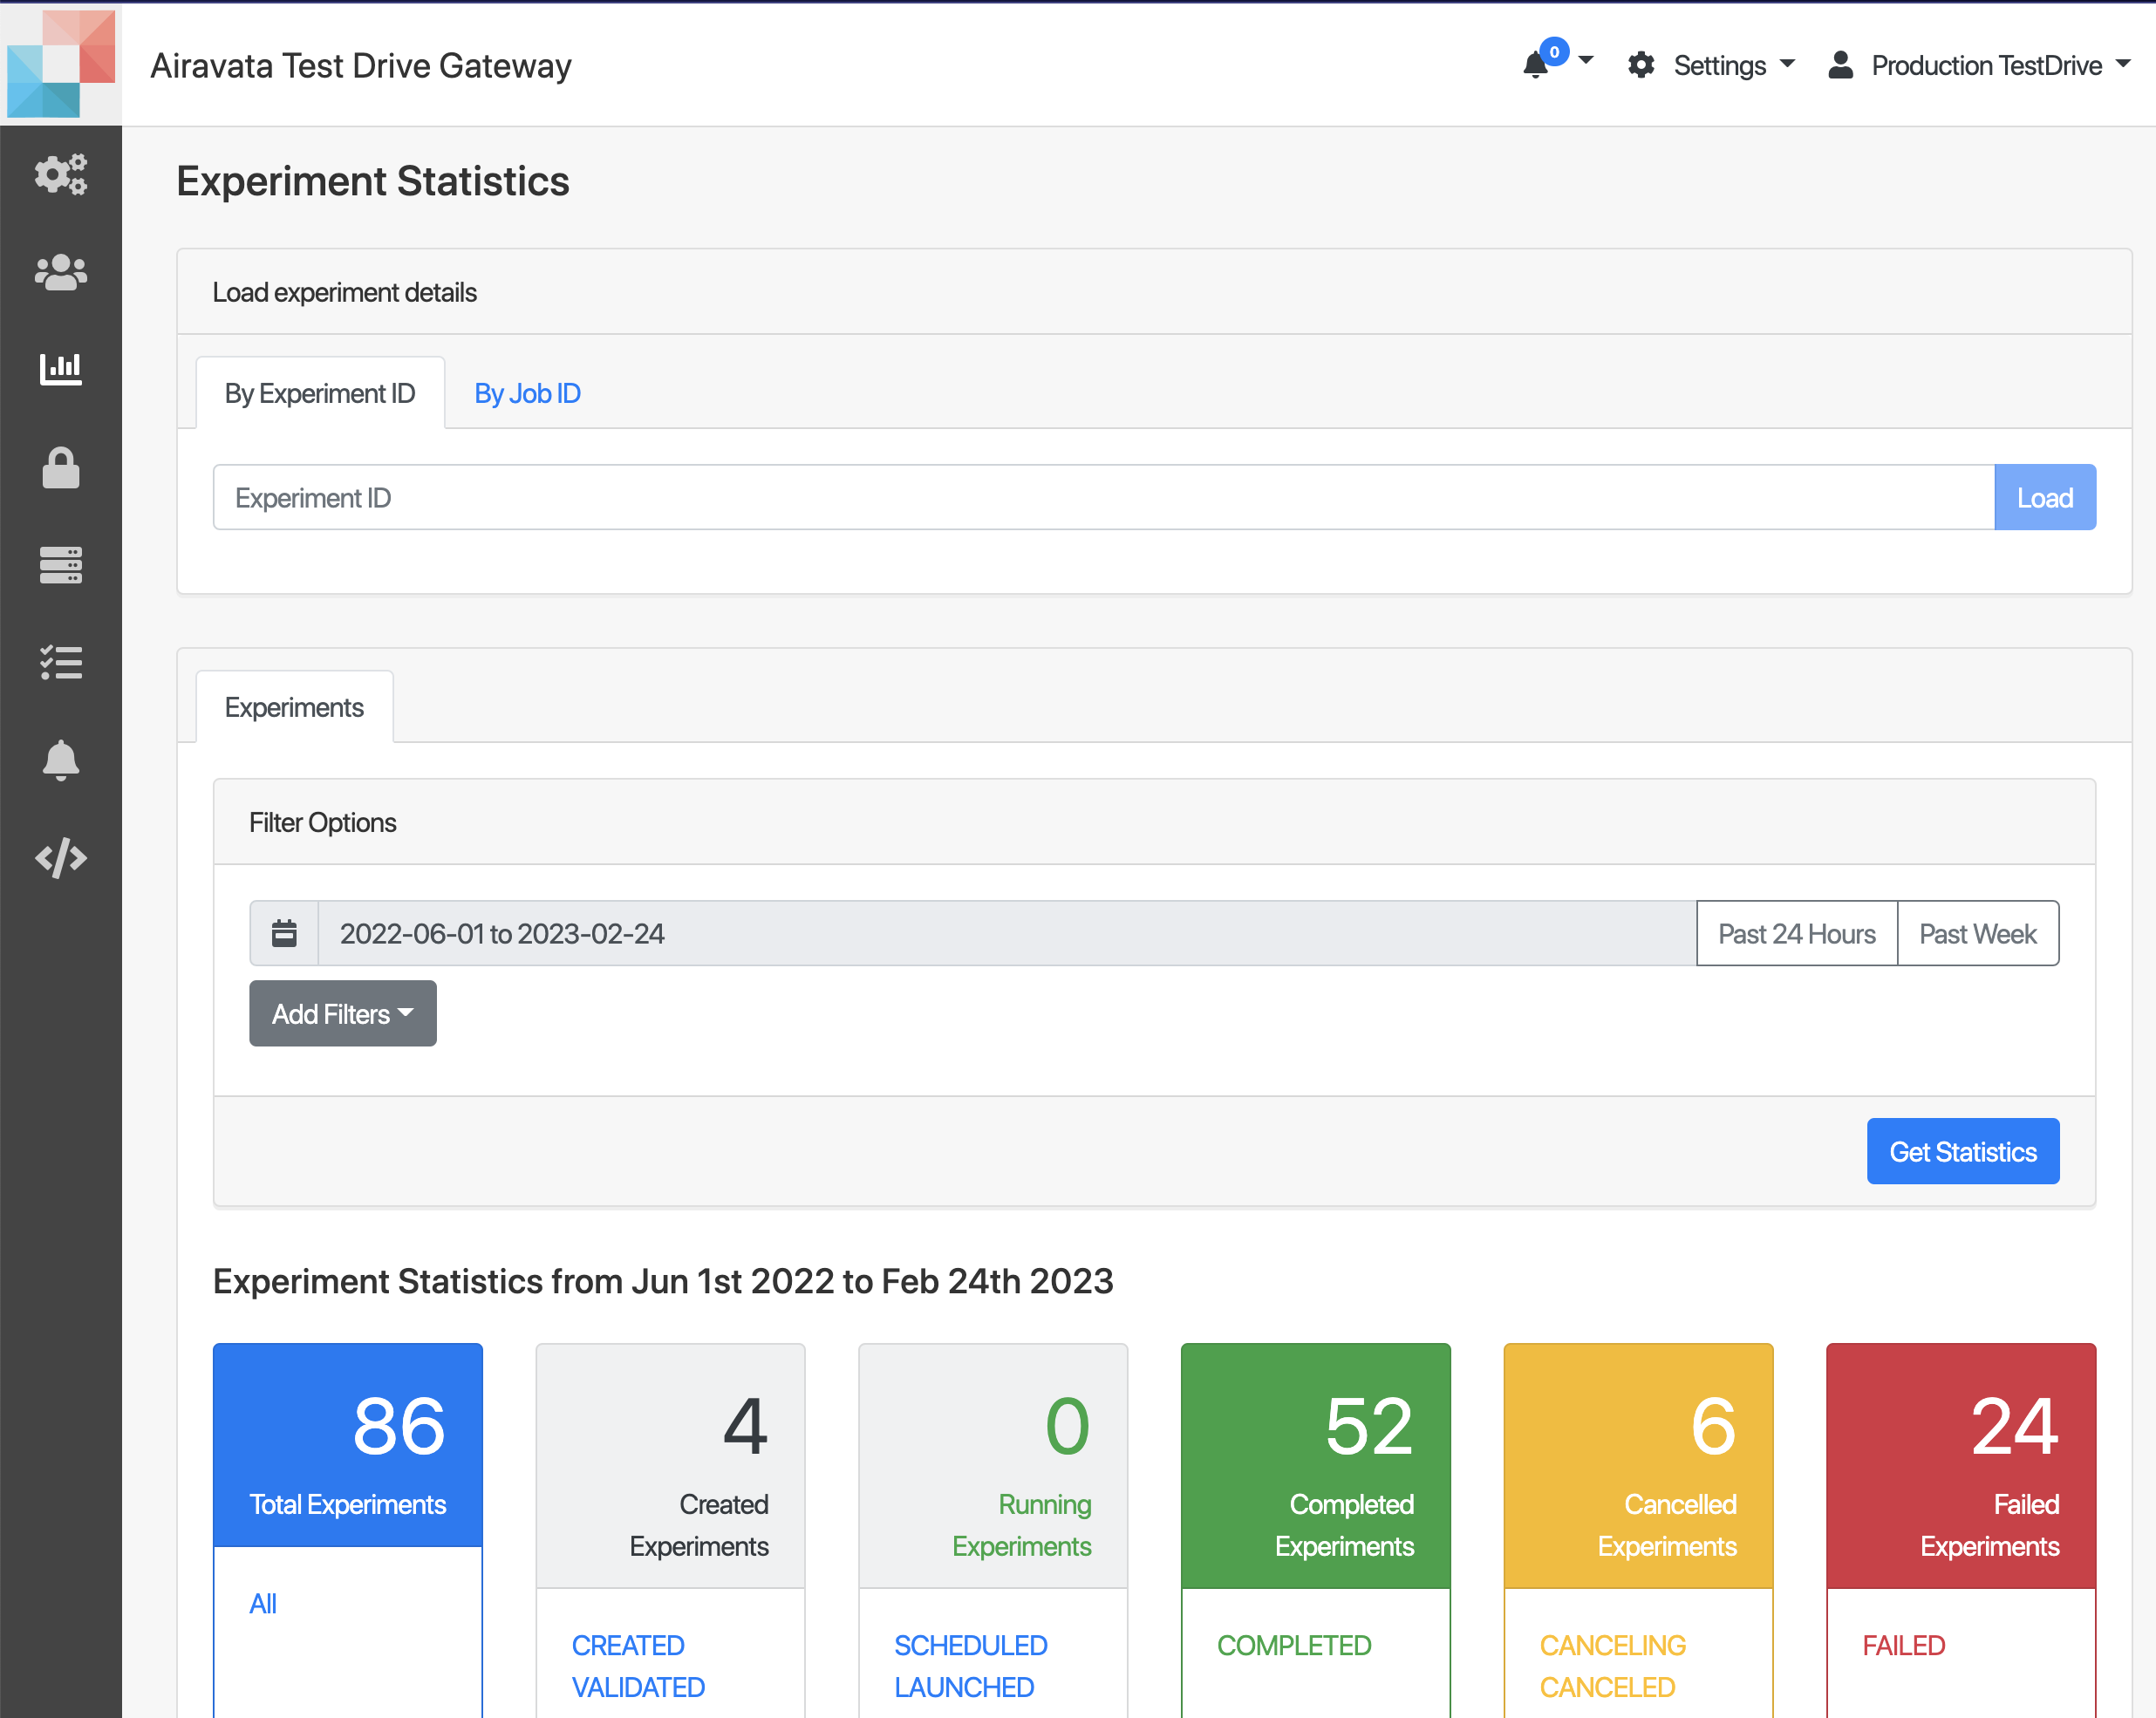 Airavata Test Drive Gateway
0
Settings
Production TestDrive
Experiment Statistics
Load experiment details
By Experiment ID
By Job ID
Experiment ID
Load
Experiments
Filter Options
2022-06-01 to 2023-02-24
Past 24 Hours
Past Week
Add Filters
Get Statistics
Experiment Statistics from Jun 1st 2022 to Feb 24th 2023
86
Total Experiments
All
4
Created
Experiments
CREATED
VALIDATED
0
Running
Experiments
SCHEDULED
LAUNCHED
52
Completed
Experiments
COMPLETED
6
Cancelled
Experiments
CANCELING
CANCELED
24
Failed
Experiments
FAILED